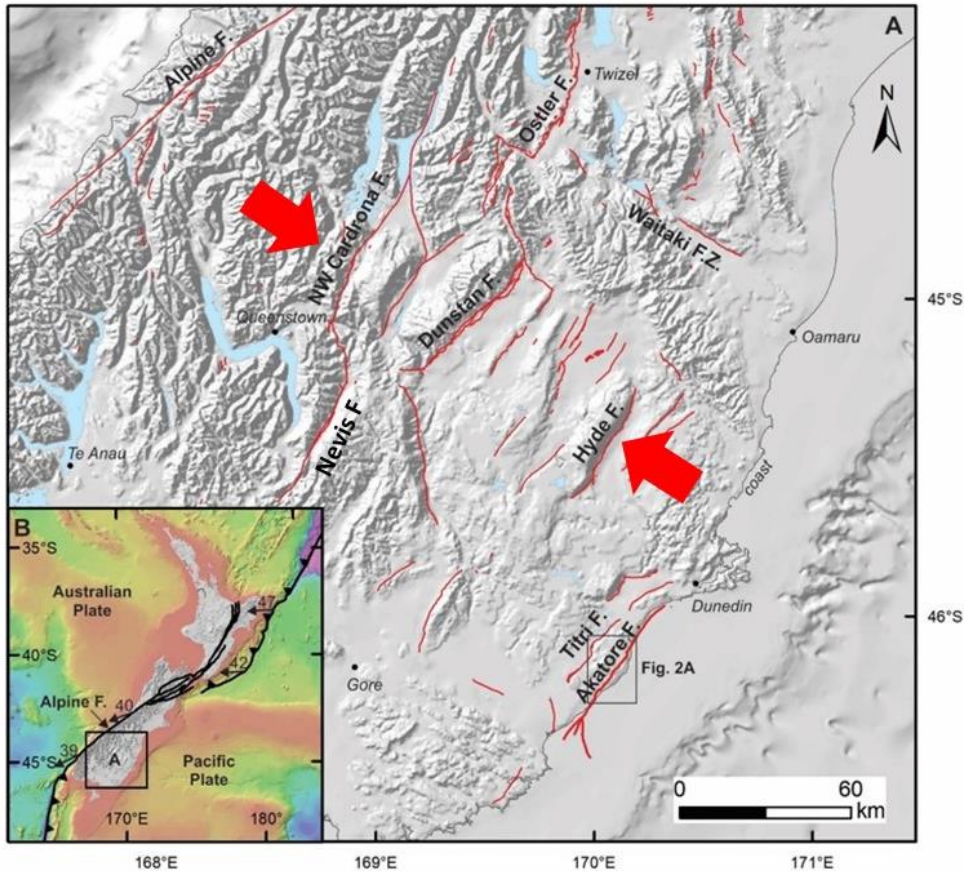 A
Alpine F.
Ostler F.
Twizel
N
NW Cardrona F.
Waitaki F.Z.
Queenstown
Dunstan F.
45°S
Oamaru
Te Anau
Nevis F
Hyde F.
coast
B
35°S
Australian
Plate
47
40°S
42
Alpine F.
40
39
45°S
A
Pacific
Plate
170°E
180°
Dunedin
46°S
Titri F.
Akatore F.
Fig. 2A
Gore
0
60
km
168°E
169°E
170°E
171°E